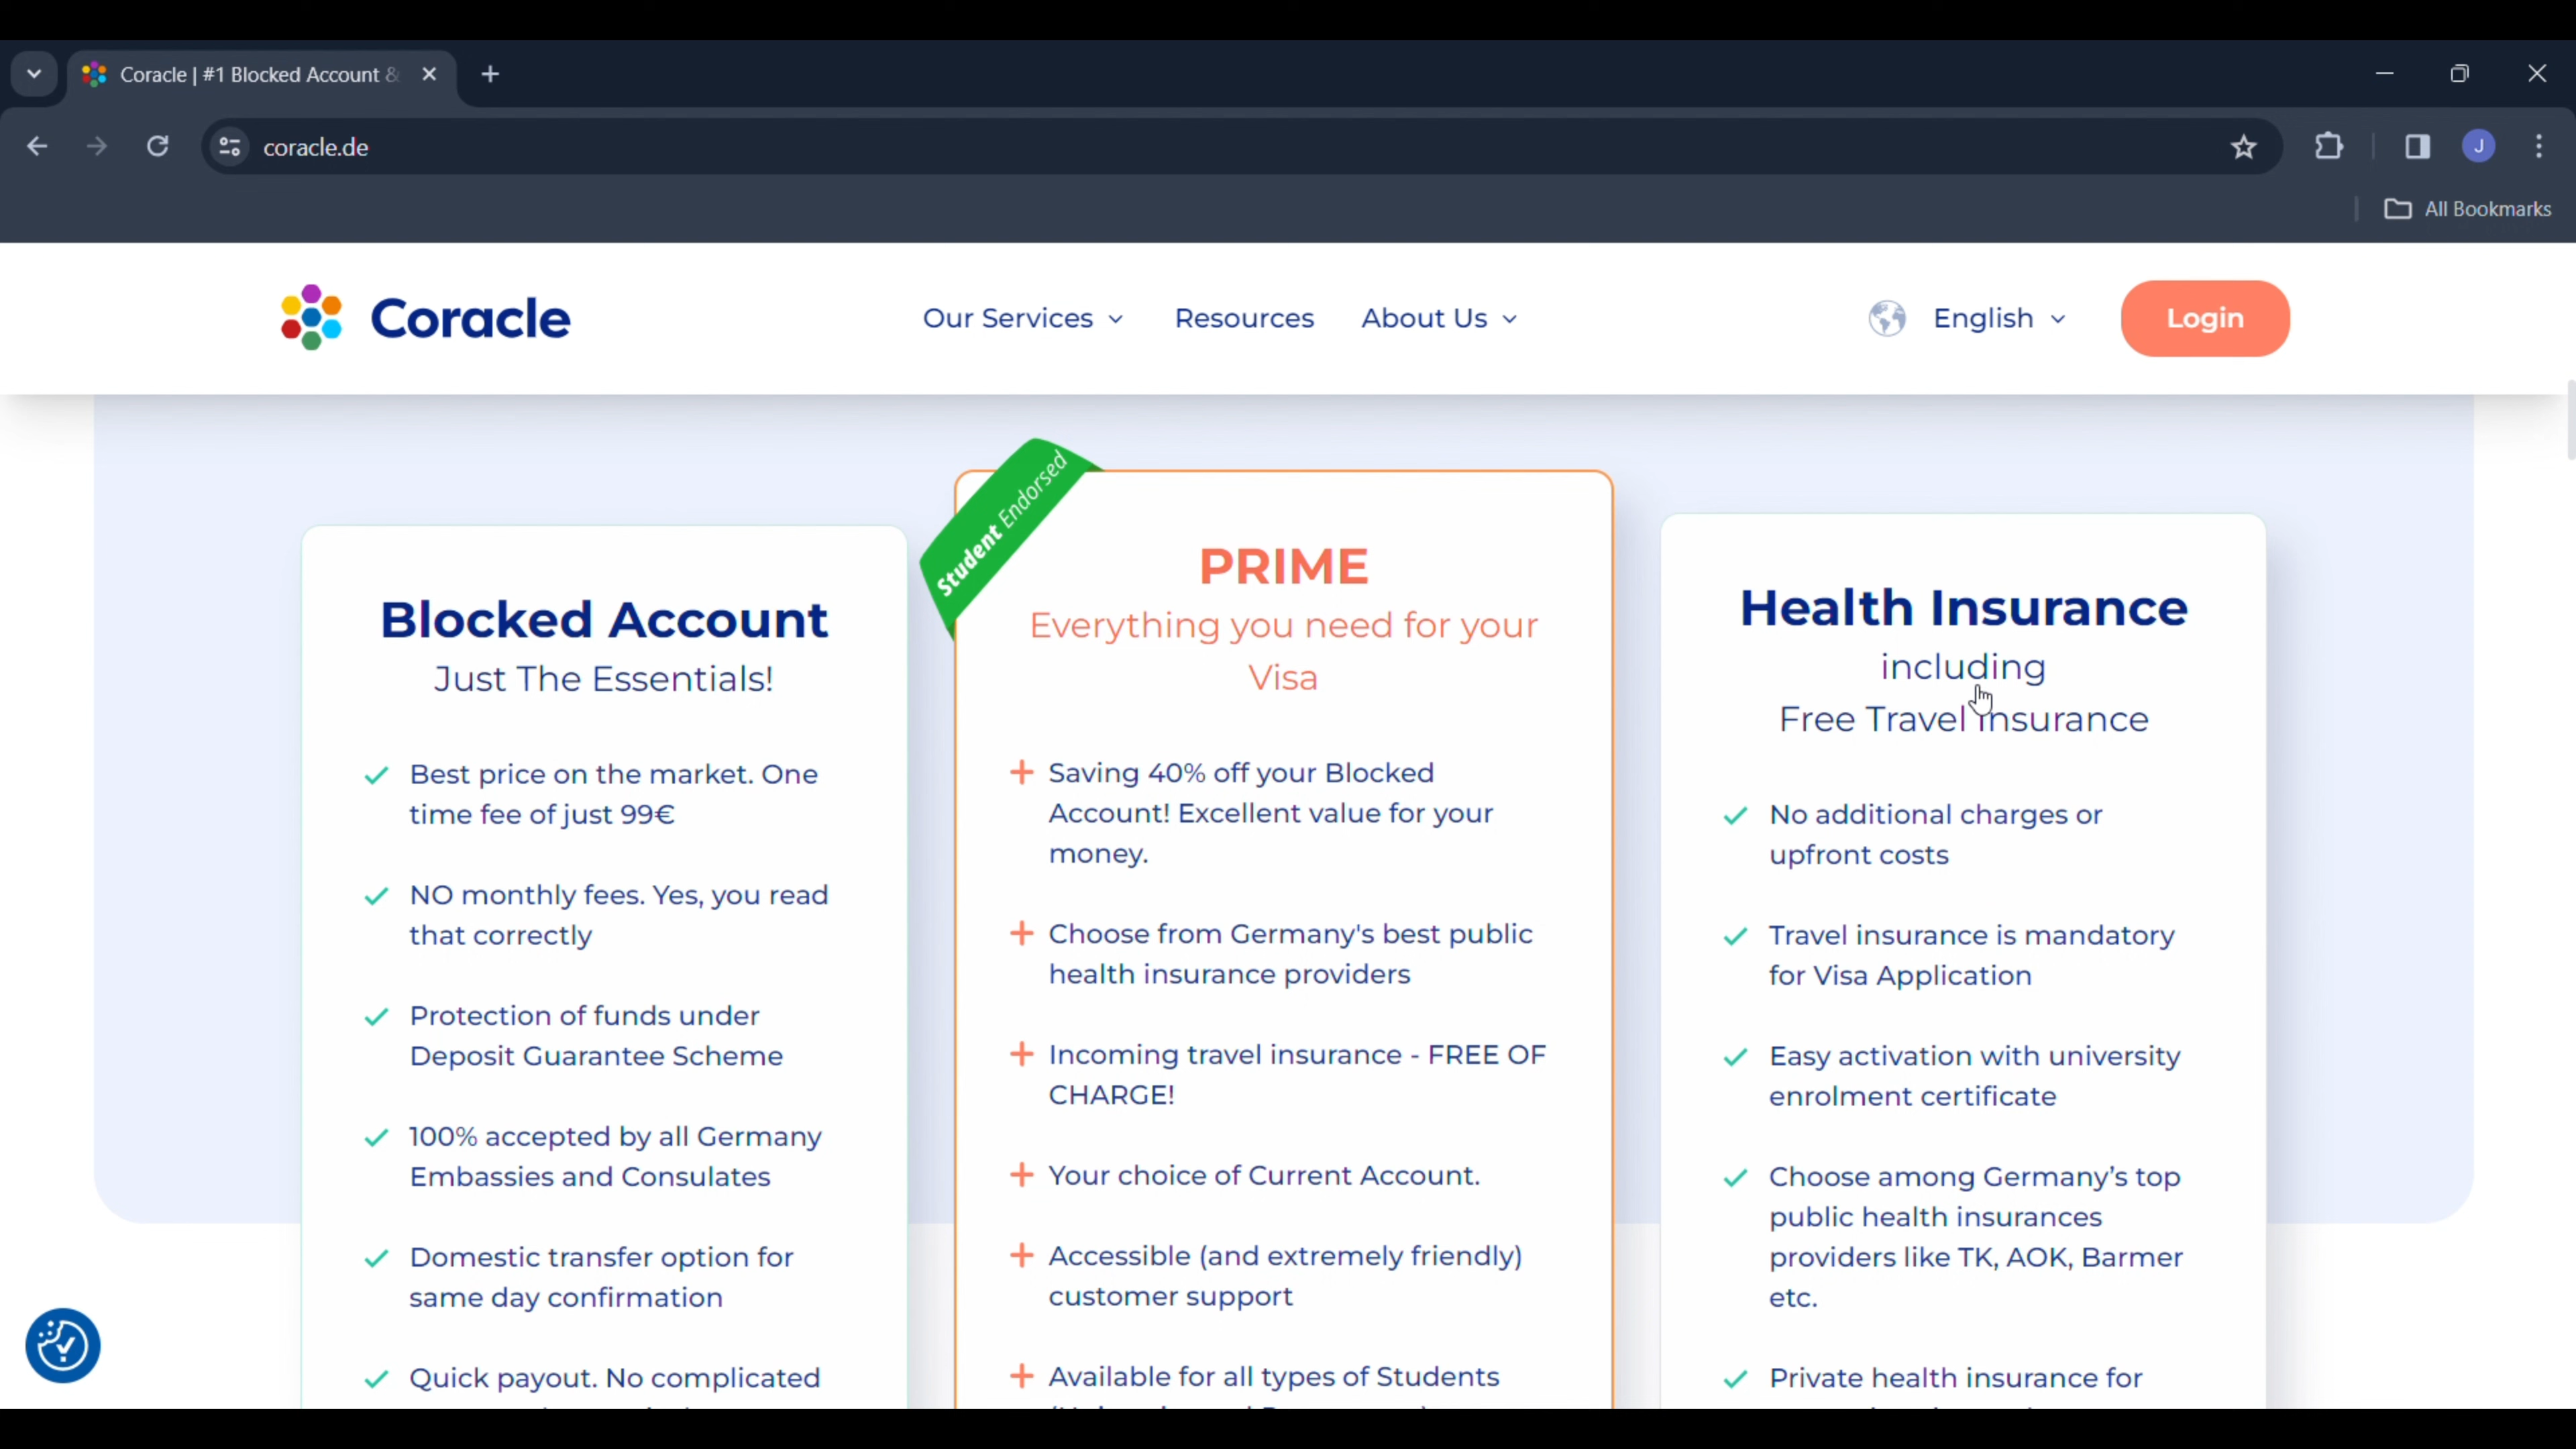 Coracle | #1 Blocked Account &
coracle.de
J
All Bookmarks
Coracle
Our Services
Resources
About Us
English
Login
Student Endorsed
Blocked Account
Just The Essentials!
Best price on the market. One
time fee of just 99€
NO monthly fees. Yes, you read
that correctly
Protection of funds under
Deposit Guarantee Scheme
100% accepted by all Germany
Embassies and Consulates
Domestic transfer option for
same day confirmation
Quick payout. No complicated
PRIME
Everything you need for your
Visa
Saving 40% off your Blocked
Account! Excellent value for your
money.
Choose from Germany's best public
health insurance providers
Incoming travel insurance - FREE OF
CHARGE!
Your choice of Current Account.
Accessible (and extremely friendly)
customer support
Available for all types of Students
Health Insurance
including
Free Travel Insurance
No additional charges or
upfront costs
Travel insurance is mandatory
for Visa Application
Easy activation with university
enrolment certificate
Choose among Germany’s top
public health insurances
providers like TK, AOK, Barmer
etc.
Private health insurance for